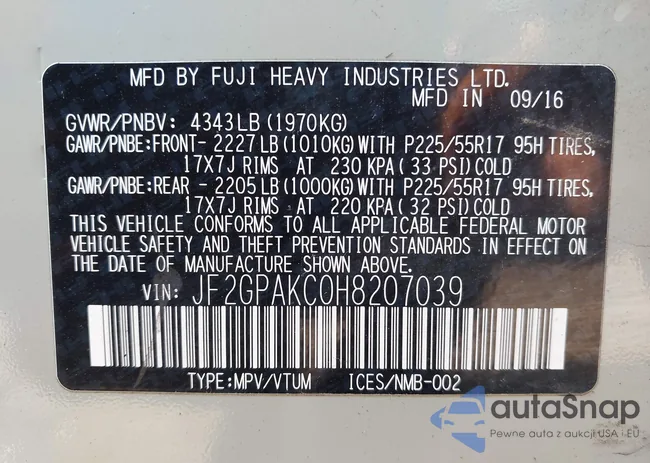 MFD BY FUJI HEAVY INDUSTRIES LTD.
MFD IN 09/16
GVWR/PNBV: 4343LB (1970KG)
GAWR/PNBE:FRONT- 2227 LB (1010KG) WITH P225/55R17 95H TIRES,
17X7J RIMS AT 230 KPA ( 33 PSI) COLD
GAWR/PNBE:REAR - 2205 LB (1000KG) WITH P225/55R17 95H TIRES,
17X7J RIMS AT 220 KPA ( 32 PSI) COLD
THIS VEHICLE CONFORMS TO ALL APPLICABLE FEDERAL MOTOR
VEHICLE SAFETY AND THEFT PREVENTION STANDARDS IN EFFECT ON
THE DATE OF MANUFACTURE SHOWN ABOVE.
VIN: JF2GPAKC0H8207039
TYPE:MPV/VTUM ICES/NMB-002
autaSnap
Pewne auta z aukcji USA i EU